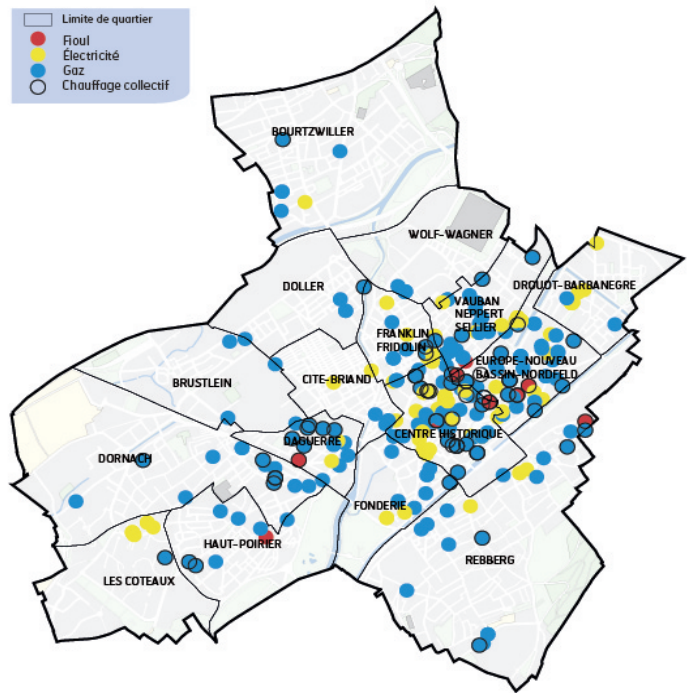 Limite de quartier
Fioul
Électricité
Gaz
Chauffage collectif
BOURTZWILLER
WOLF-WAGNER
DOLLER
DROUOT-BARBANEGRE
VAUBAN
NEPPERT
SELLIER
FRANKLIN
FRIDOLIN
EUROPE-NOUVEAU
BASSIN-NORDFELD
CITE-BRIAND
BRUSTLEIN
CENTRE HISTORIQUE
DAGUERRE
DORNACH
FONDERIE
HAUT-POIRIER
REBBERG
LES COTEAUX